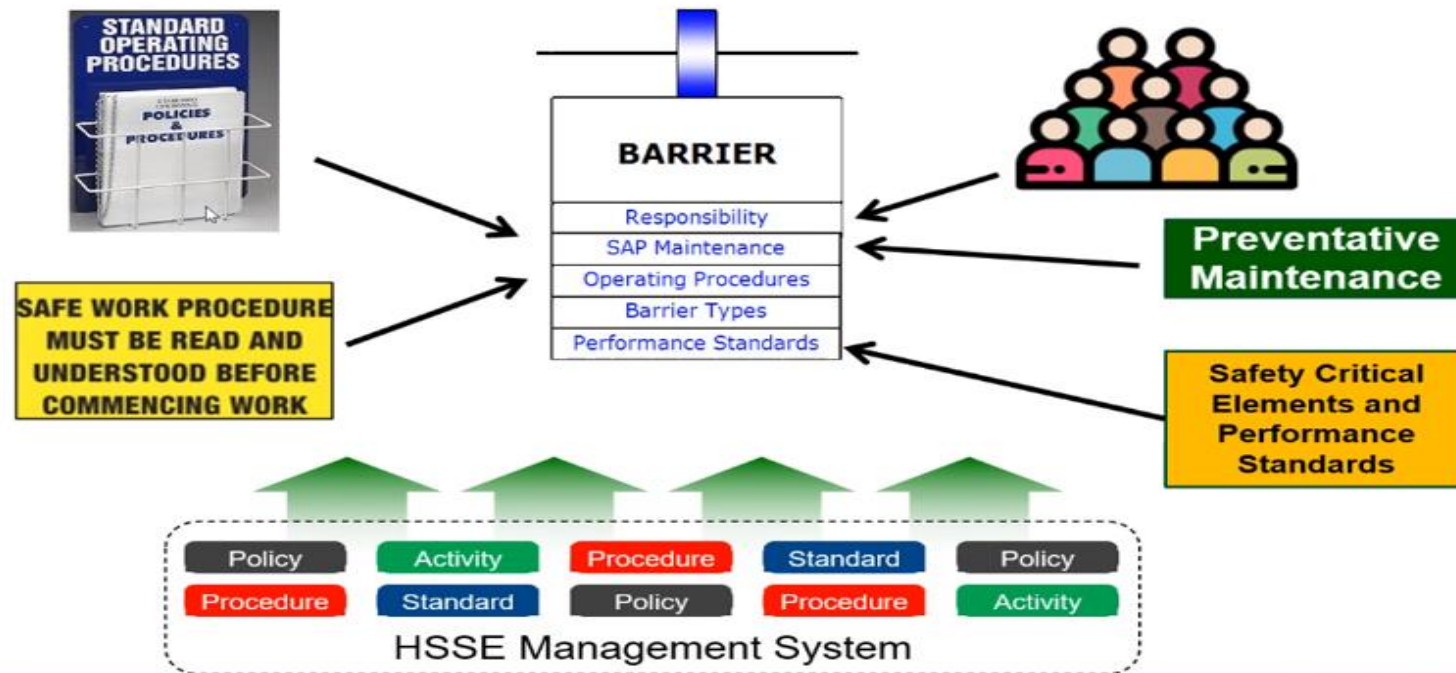 STANDARD
OPERATING
PROCEDURES
POLICIES
&
PROCEDURES
BARRIER
Responsibility
SAP Maintenance
Operating Procedures
Barrier Types
Performance Standards
Preventative
Maintenance
SAFE WORK PROCEDURE
MUST BE READ AND
UNDERSTOOD BEFORE
COMMENCING WORK
Safety Critical
Elements and
Performance
Standards
Policy Activity Procedure Standard Policy
Procedure Standard Policy Procedure Activity
HSSE Management System